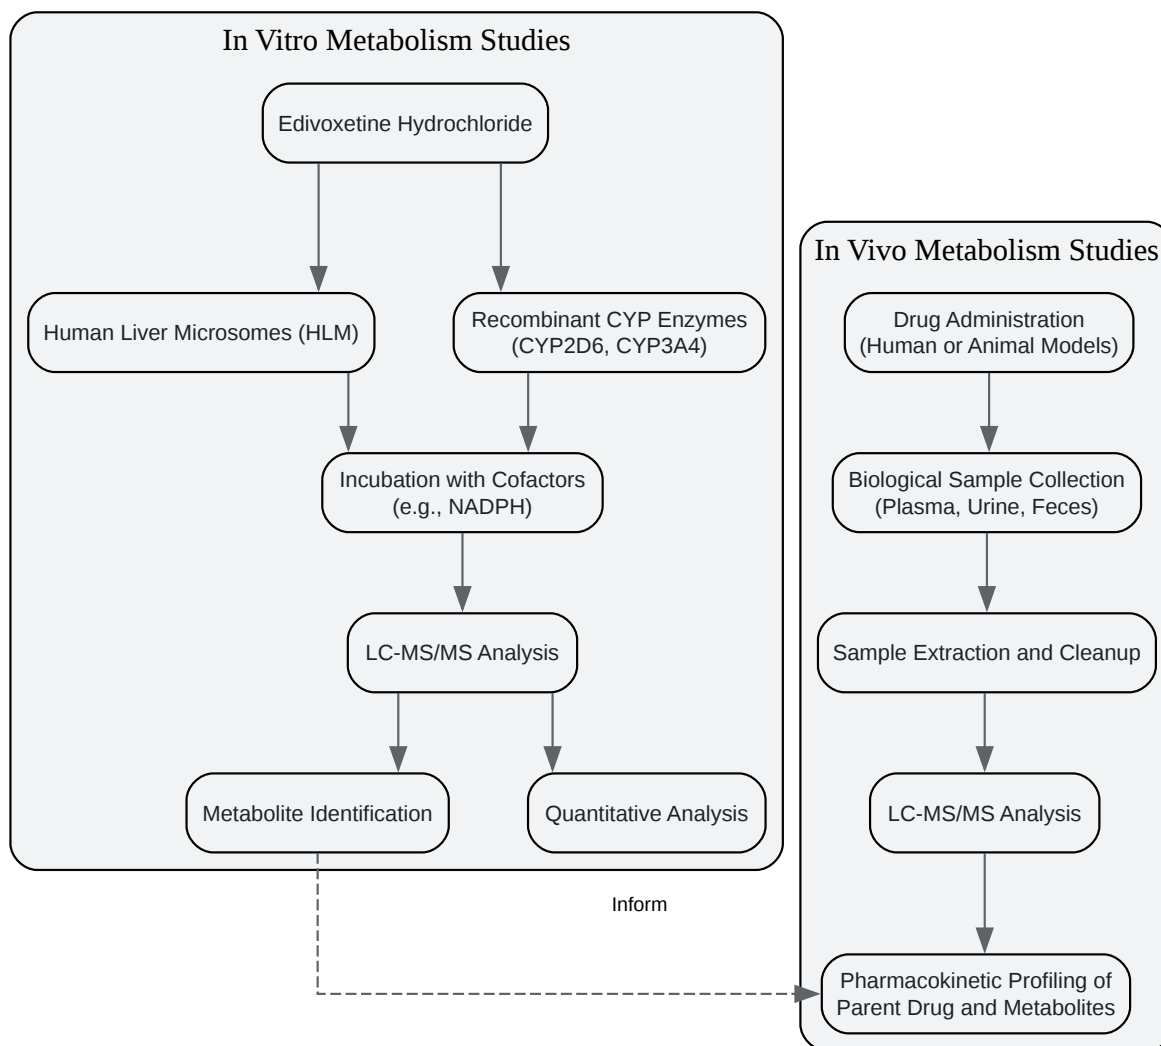 In Vitro Metabolism Studies
Edivoxetine Hydrochloride
Human Liver Microsomes (HLM)
Recombinant CYP Enzymes
(CYP2D6, CYP3A4)
Incubation with Cofactors
(e.g., NADPH)
LC-MS/MS Analysis
Metabolite Identification
Quantitative Analysis
Inform
In Vivo Metabolism Studies
Drug Administration
(Human or Animal Models)
Biological Sample Collection
(Plasma, Urine, Feces)
Sample Extraction and Cleanup
LC-MS/MS Analysis
Pharmacokinetic Profiling of
Parent Drug and Metabolites